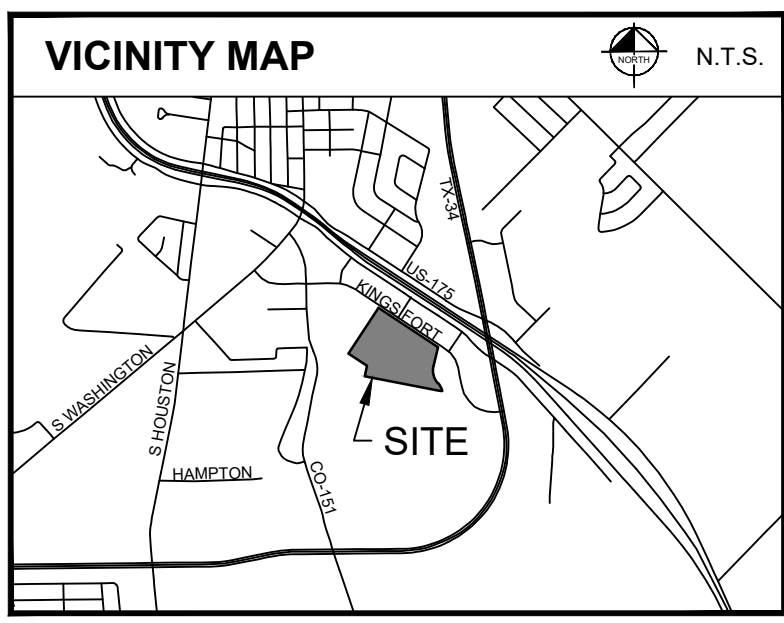 VICINITY MAP
NORTH
N.T.S.
TX-34
US-175
KINGS FORT
S WASHINGTON
S HOUSTON
SITE
HAMPTON
CO-151